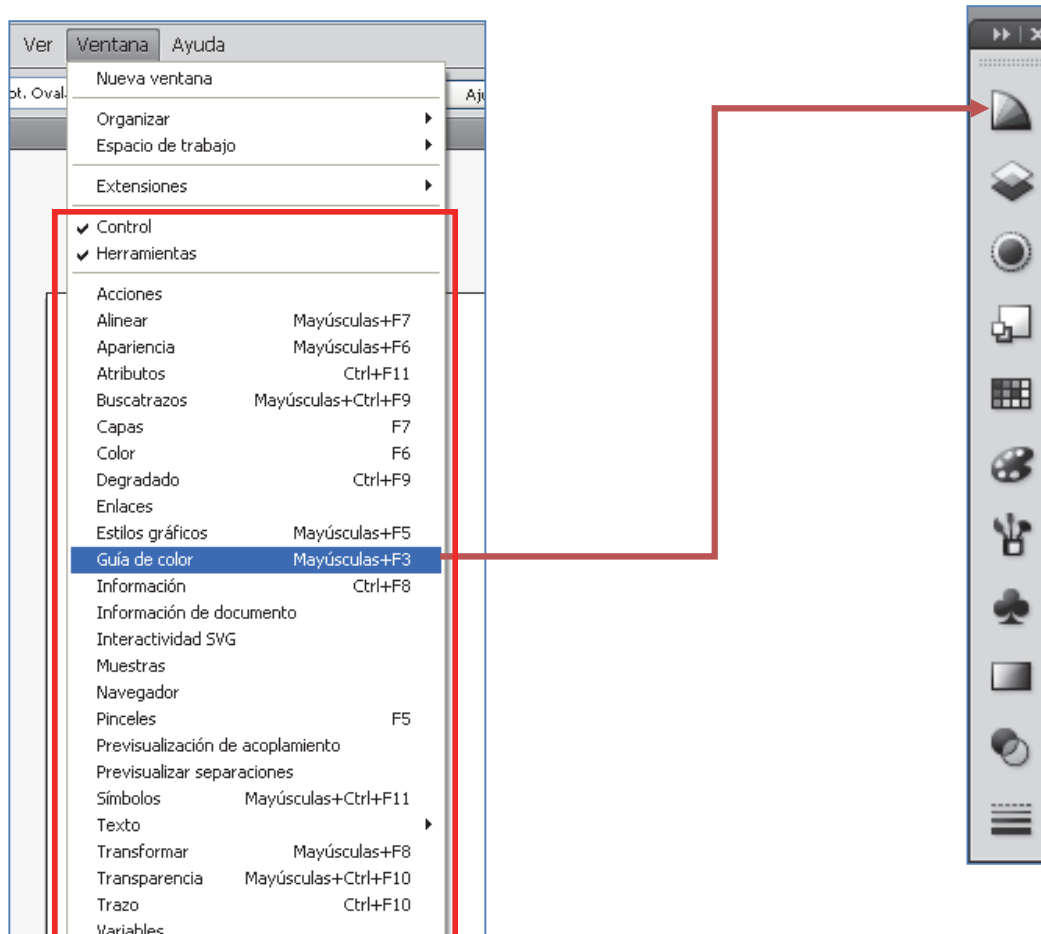 Ver Ventana Ayuda
Nueva ventana
ot. Oval.
Organizar
Espacio de trabajo
Extensiones
Control
Herramientas
Acciones
Alinear Mayúsculas+F7
Apariencia Mayúsculas+F6
Atributos Ctrl+F11
Buscatrazos Mayúsculas+Ctrl+F9
Capas F7
Color F6
Degradado Ctrl+F9
Enlaces
Estilos gráficos Mayúsculas+F5
Guía de color Mayúsculas+F3
Información Ctrl+F8
Información de documento
Interactividad SVG
Muestras
Navegador
Pinceles F5
Previsualización de acoplamiento
Previsualizar separaciones
Símbolos Mayúsculas+Ctrl+F11
Texto
Transformar Mayúsculas+F8
Transparencia Mayúsculas+Ctrl+F10
Trazo Ctrl+F10
Variables